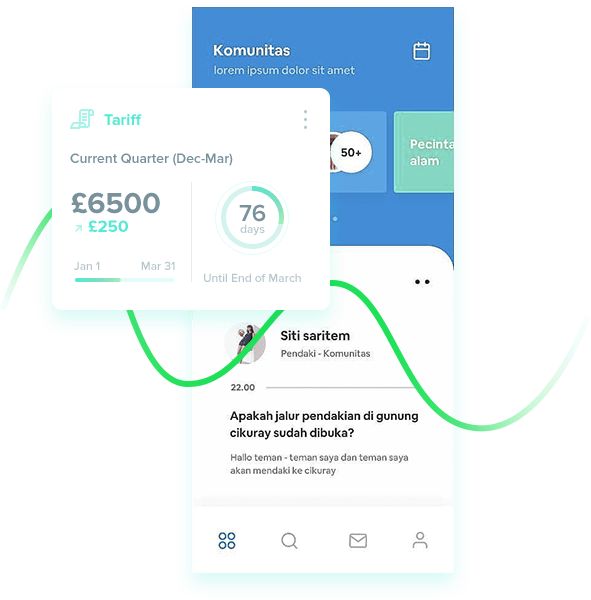 Komunitas
lorem ipsum dolor sit amet
Tariff
50+
Pecinta
alam
Current Quarter (Dec-Mar)
£6500
£250
76
days
Jan 1
Mar 31
Until End of March
Siti saritem
Pendaki - Komunitas
22.00
Apakah jalur pendakian di gunung
cikuray sudah dibuka?
Hallo teman - teman saya dan teman saya
akan mendaki ke cikuray